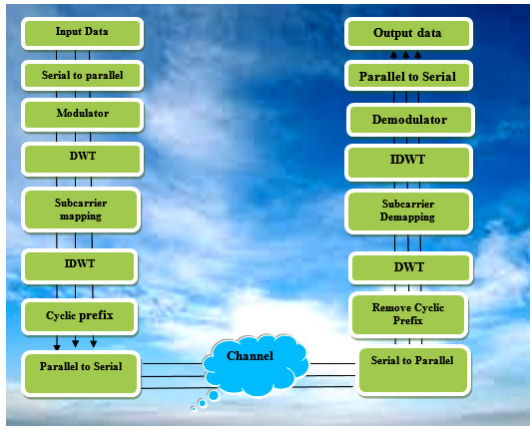 Input Data
Serial to parallel
Modulator
DWT
Subcarrier
mapping
IDWT
Cyclic prefix
Parallel to Serial
Channel
Output data
Parallel to Serial
Demodulator
IDWT
Subcarrier
Demapping
DWT
Remove Cyclic
Prefix
Serial to Parallel